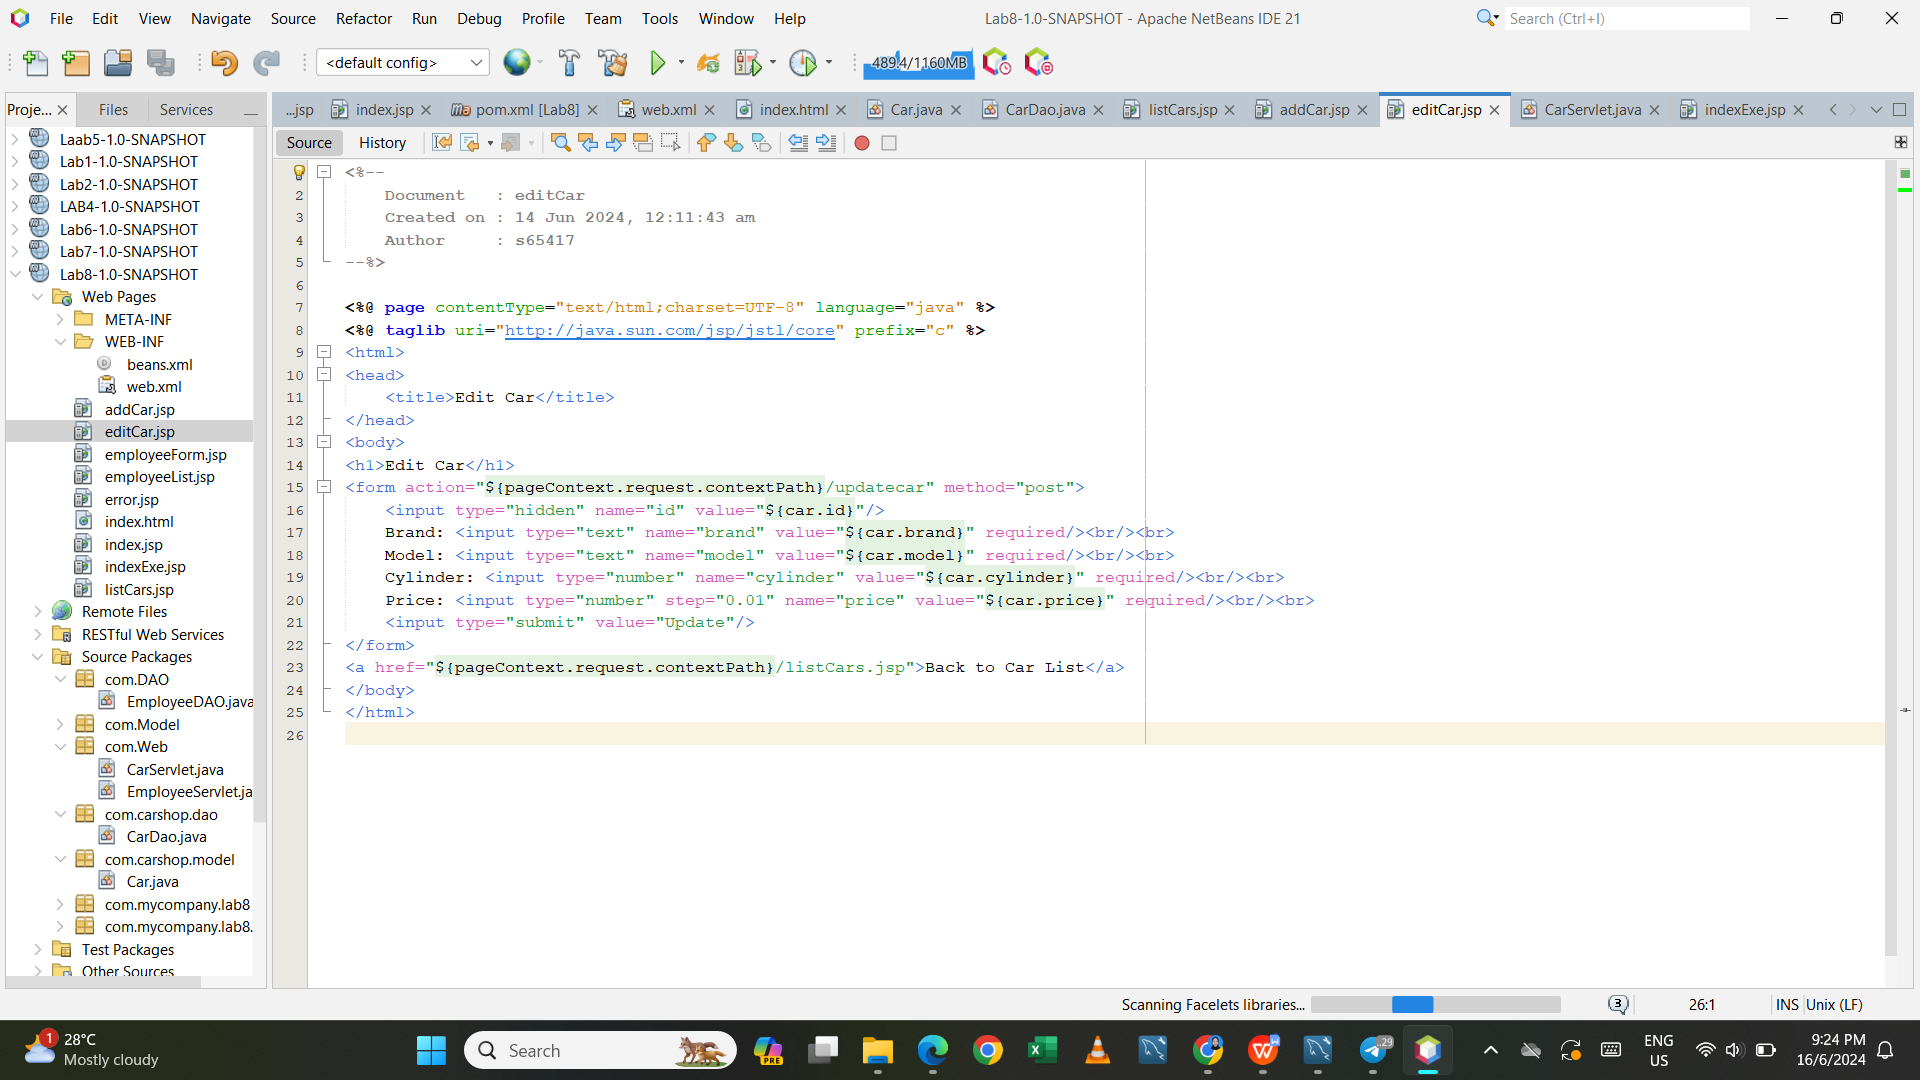 File Edit View Navigate Source Refactor Run Debug Profile Team Tools Window Help
Lab8-1.0-SNAPSHOT - Apache NetBeans IDE 21
Search (Ctrl+I)
<default config>
489.4/1160MB
Proje...
Files
Services
...jsp
index.jsp
pom.xml [Lab8]
web.xml
index.html
Car.java
CarDao.java
listCars.jsp
addCar.jsp
editCar.jsp
CarServlet.java
indexExe.jsp
Source
History
Laab5-1.0-SNAPSHOT
Lab1-1.0-SNAPSHOT
Lab2-1.0-SNAPSHOT
LAB4-1.0-SNAPSHOT
Lab6-1.0-SNAPSHOT
Lab7-1.0-SNAPSHOT
Lab8-1.0-SNAPSHOT
Web Pages
META-INF
WEB-INF
beans.xml
web.xml
addCar.jsp
editCar.jsp
employeeForm.jsp
employeeList.jsp
error.jsp
index.html
index.jsp
indexExe.jsp
listCars.jsp
Remote Files
RESTful Web Services
Source Packages
com.DAO
EmployeeDAO.java
com.Model
com.Web
CarServlet.java
EmployeeServlet.ja
com.carshop.dao
CarDao.java
com.carshop.model
Car.java
com.mycompany.lab8
com.mycompany.lab8.
Test Packages
Other Sources
<%--
2     Document   : editCar
3     Created on : 14 Jun 2024, 12:11:43 am
4     Author     : s65417
5 --%>
6
7 <%@ page contentType="text/html;charset=UTF-8" language="java" %>
8 <%@ taglib uri="http://java.sun.com/jsp/jstl/core" prefix="c" %>
9 <html>
10 <head>
11     <title>Edit Car</title>
12 </head>
13 <body>
14 <h1>Edit Car</h1>
15 <form action="${pageContext.request.contextPath}/updatecar" method="post">
16     <input type="hidden" name="id" value="${car.id}"/>
17     Brand: <input type="text" name="brand" value="${car.brand}" required/><br/><br>
18     Model: <input type="text" name="model" value="${car.model}" required/><br/><br>
19     Cylinder: <input type="number" name="cylinder" value="${car.cylinder}" required/><br/><br>
20     Price: <input type="number" step="0.01" name="price" value="${car.price}" required/><br/><br>
21     <input type="submit" value="Update"/>
22 </form>
23 <a href="${pageContext.request.contextPath}/listCars.jsp">Back to Car List</a>
24 </body>
25 </html>
26
Scanning Facelets libraries...
3
26:1
INS
Unix (LF)
1
28°C
Mostly cloudy
Search
PRE
29
ENG
US
9:24 PM
16/6/2024